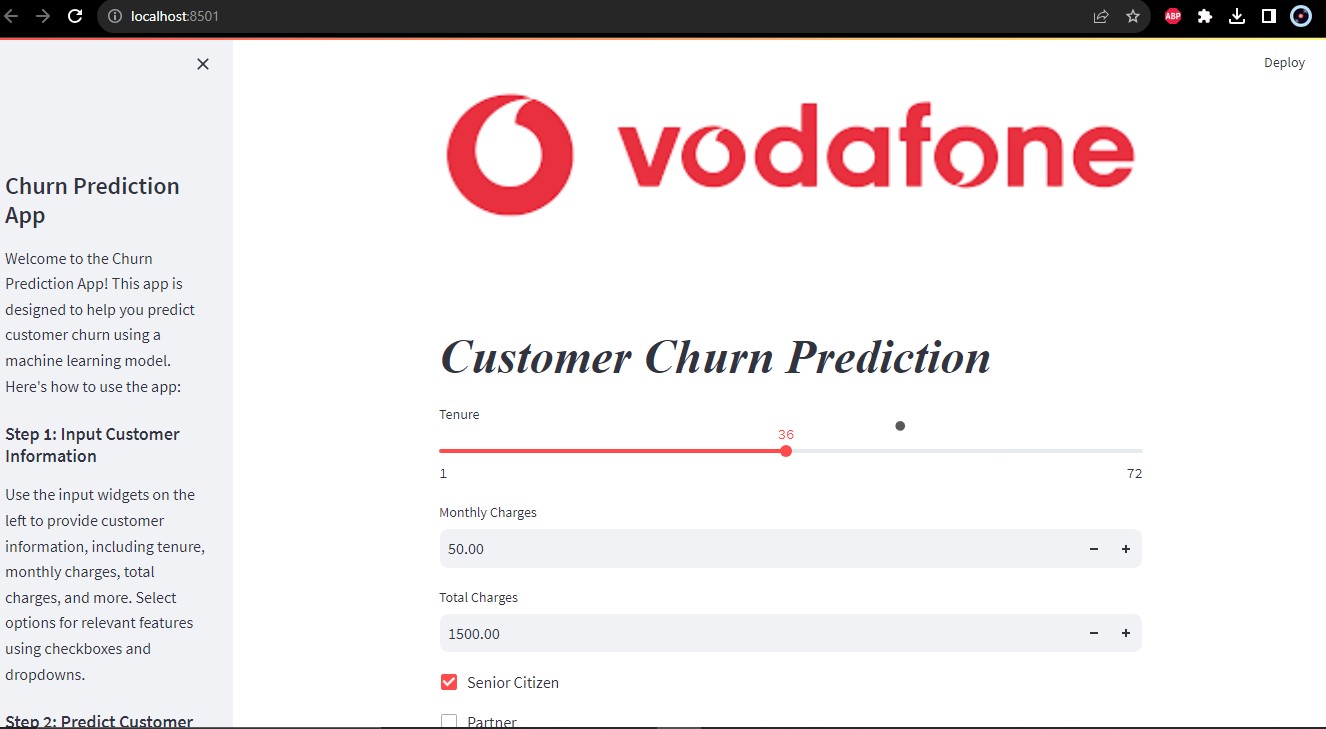 localhost:8501
ABP
Deploy
Churn Prediction
App
Welcome to the Churn
Prediction App! This app is
designed to help you predict
customer churn using a
machine learning model.
Here's how to use the app:
Step 1: Input Customer
Information
Use the input widgets on the
left to provide customer
information, including tenure,
monthly charges, total
charges, and more. Select
options for relevant features
using checkboxes and
dropdowns.
Step 2: Predict Customer
vodafone
Customer Churn Prediction
Tenure
36
1
72
Monthly Charges
50.00
Total Charges
1500.00
Senior Citizen
Partner